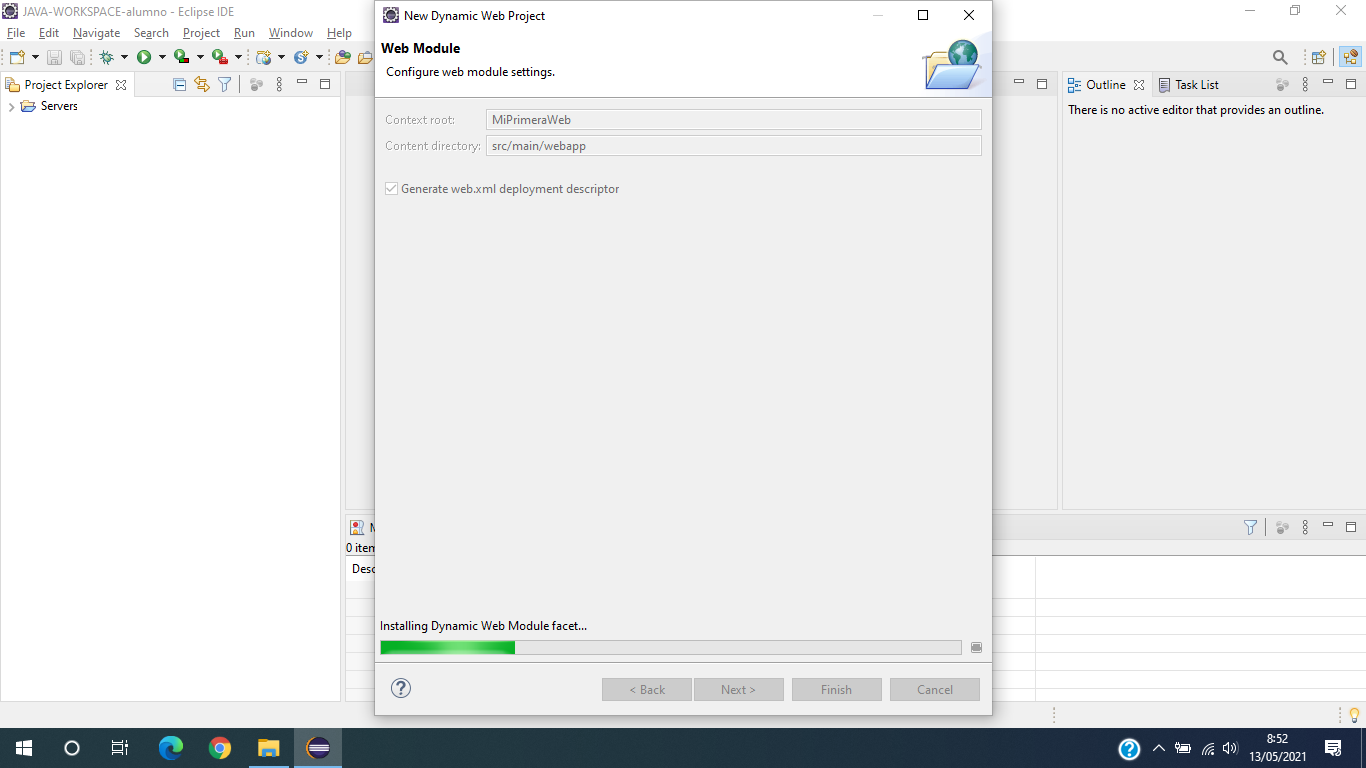 JAVA-WORKSPACE-alumno - Eclipse IDE
File Edit Navigate Search Project Run Window Help
Project Explorer
Servers
New Dynamic Web Project
Web Module
Configure web module settings.
Context root: MiPrimeraWeb
Content directory: src/main/webapp
Generate web.xml deployment descriptor
Installing Dynamic Web Module facet...
< Back Next > Finish Cancel
Outline Task List
There is no active editor that provides an outline.
0 item
Desc
8:52
13/05/2021